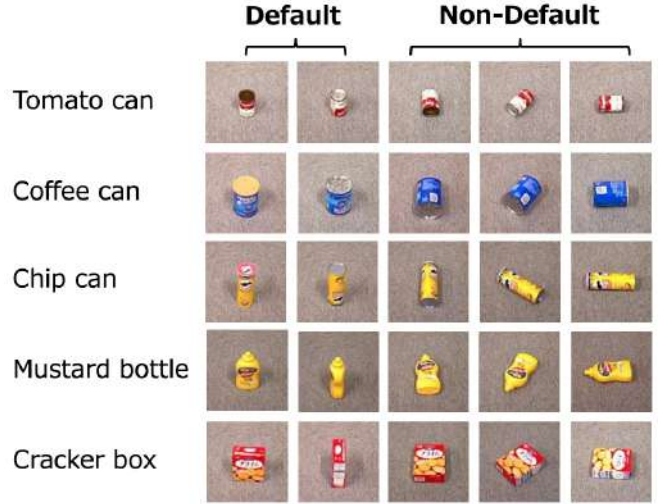 Default Non-Default
Tomato can
Coffee can
Chip can
Mustard bottle
Cracker box